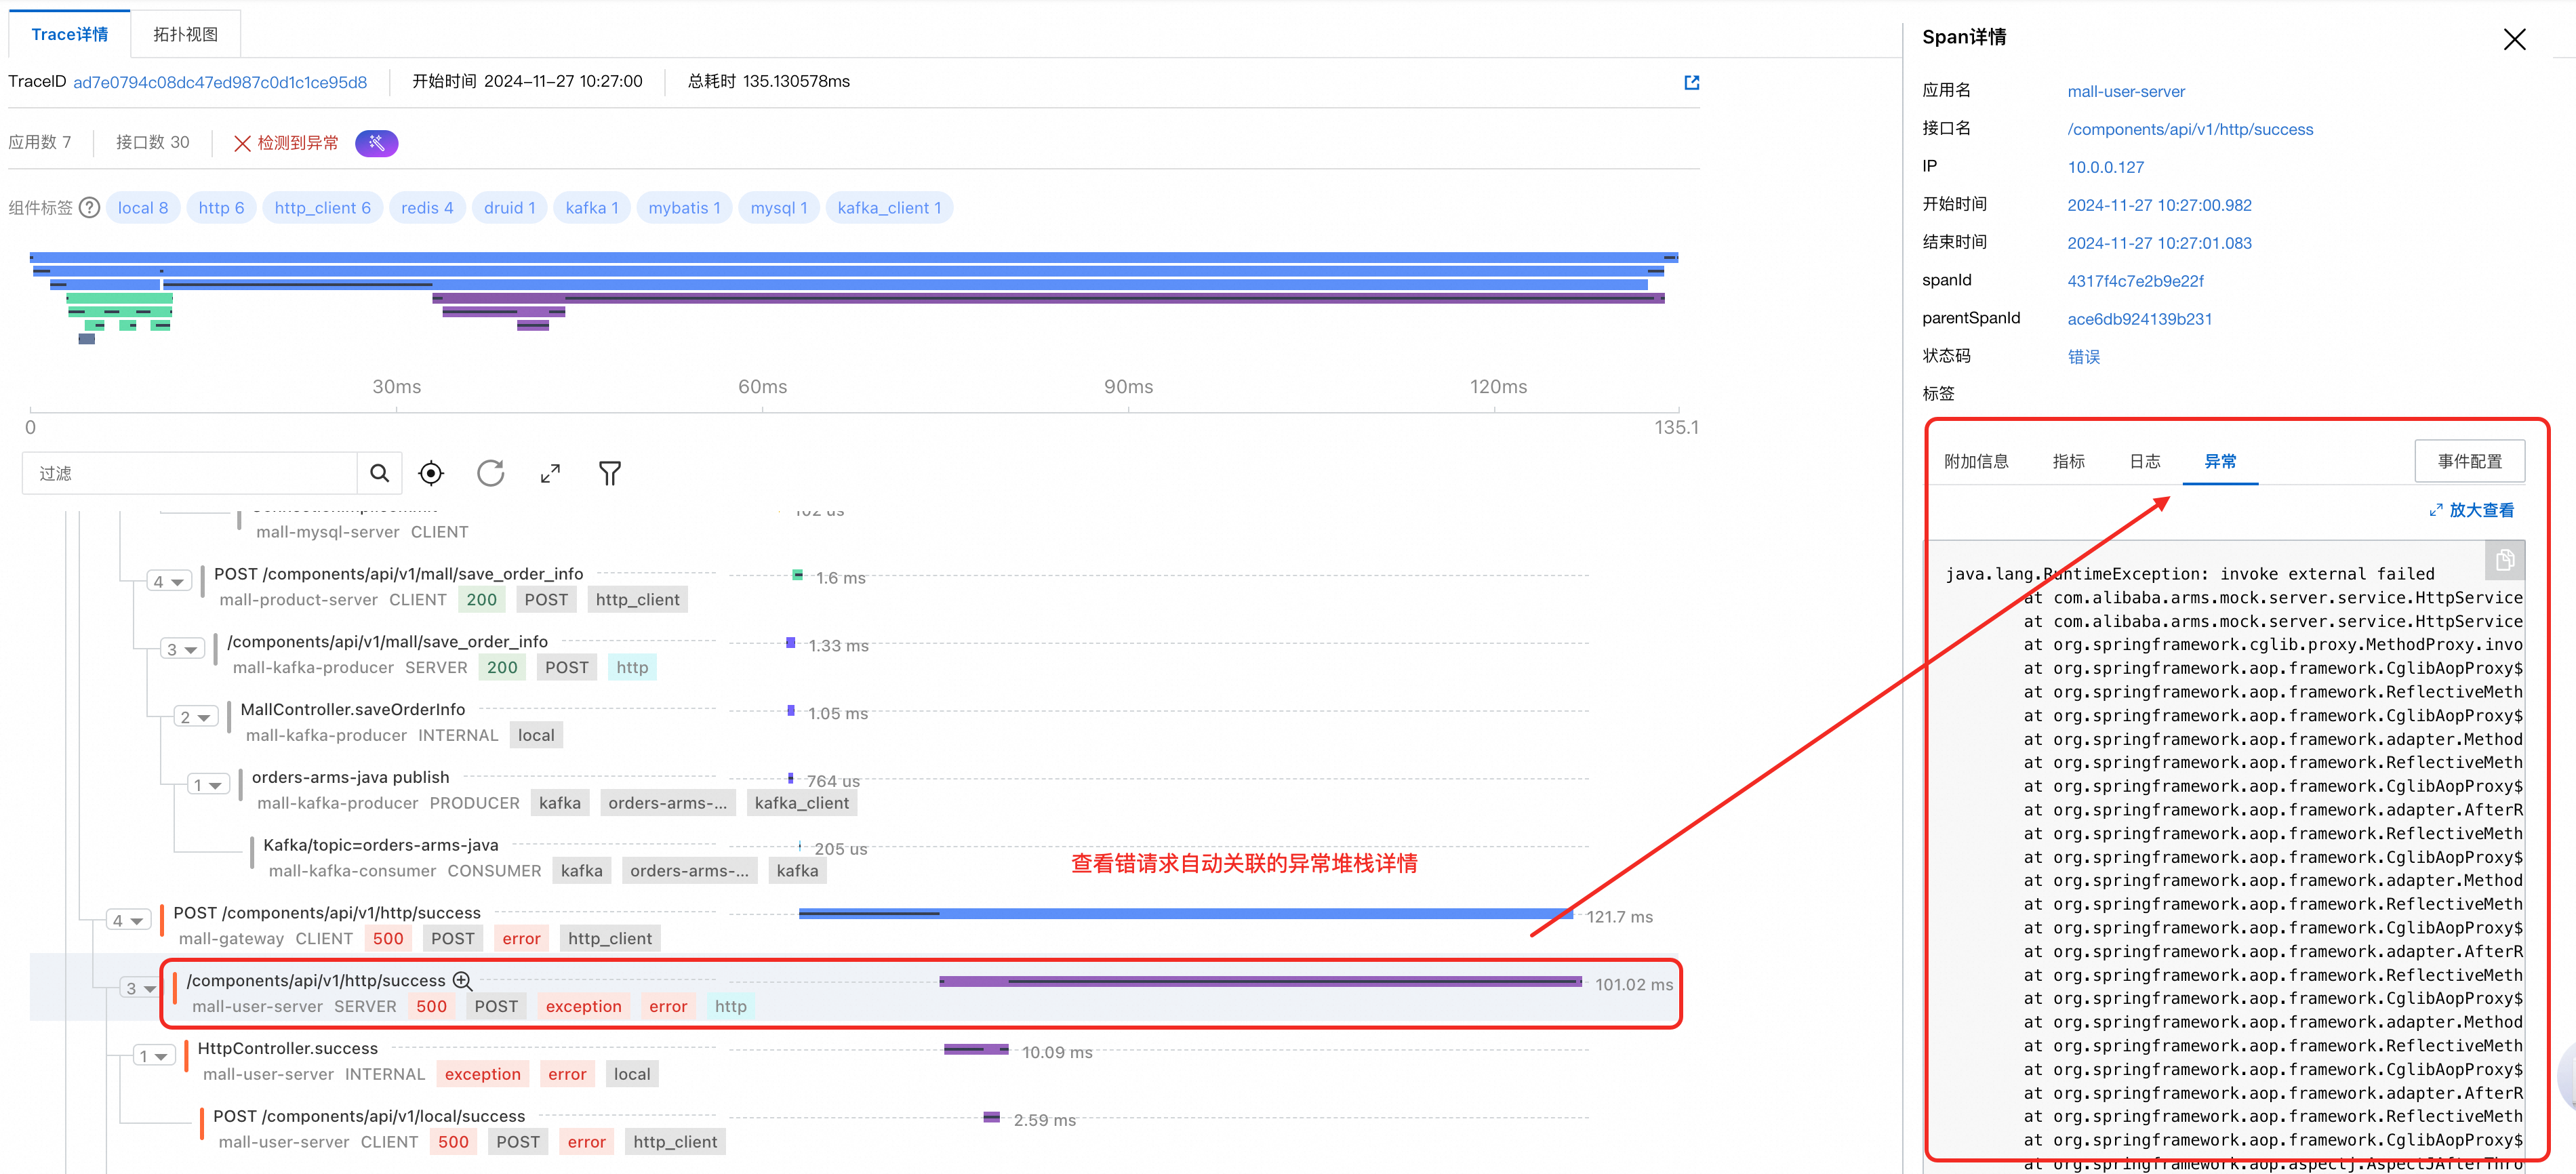 Trace详情 拓扑视图
TraceID ad7e0794c08dc47ed987c0d1c1ce95d8 开始时间 2024-11-27 10:27:00 总耗时 135.130578ms
应用数 7 接口数 30 检测到异常
组件标签 local 8 http 6 http_client 6 redis 4 druid 1 kafka 1 mybatis 1 mysql 1 kafka_client 1
30ms 60ms 90ms 120ms
0 135.1
过滤
102 us
mall-mysql-server CLIENT
4 POST /components/api/v1/mall/save_order_info 1.6 ms
mall-product-server CLIENT 200 POST http_client
3 /components/api/v1/mall/save_order_info 1.33 ms
mall-kafka-producer SERVER 200 POST http
2 MallController.saveOrderInfo 1.05 ms
mall-kafka-producer INTERNAL local
1 orders-arms-java publish 764 us
mall-kafka-producer PRODUCER kafka orders-arms-... kafka_client
Kafka/topic=orders-arms-java 205 us
mall-kafka-consumer CONSUMER kafka orders-arms-... kafka
查看错请求自动关联的异常堆栈详情
4 POST /components/api/v1/http/success 121.7 ms
mall-gateway CLIENT 500 POST error http_client
3 /components/api/v1/http/success 101.02 ms
mall-user-server SERVER 500 POST exception error http
1 HttpController.success 10.09 ms
mall-user-server INTERNAL exception error local
POST /components/api/v1/local/success 2.59 ms
mall-user-server CLIENT 500 POST error http_client
Span详情
应用名 mall-user-server
接口名 /components/api/v1/http/success
IP 10.0.0.127
开始时间 2024-11-27 10:27:00.982
结束时间 2024-11-27 10:27:01.083
spanId 4317f4c7e2b9e22f
parentSpanId ace6db924139b231
状态码 错误
标签
附加信息 指标 日志 异常 事件配置
放大查看
java.lang.RuntimeException: invoke external failed
at com.alibaba.arms.mock.server.service.HttpService
at com.alibaba.arms.mock.server.service.HttpService
at org.springframework.cglib.proxy.MethodProxy.invo
at org.springframework.aop.framework.CglibAopProxy$
at org.springframework.aop.framework.ReflectiveMeth
at org.springframework.aop.framework.CglibAopProxy$
at org.springframework.aop.framework.adapter.Method
at org.springframework.aop.framework.ReflectiveMeth
at org.springframework.aop.framework.CglibAopProxy$
at org.springframework.aop.framework.adapter.AfterR
at org.springframework.aop.framework.ReflectiveMeth
at org.springframework.aop.framework.CglibAopProxy$
at org.springframework.aop.framework.adapter.Method
at org.springframework.aop.framework.ReflectiveMeth
at org.springframework.aop.framework.CglibAopProxy$
at org.springframework.aop.framework.adapter.AfterR
at org.springframework.aop.framework.ReflectiveMeth
at org.springframework.aop.framework.CglibAopProxy$
at org.springframework.aop.framework.adapter.Method
at org.springframework.aop.framework.ReflectiveMeth
at org.springframework.aop.framework.CglibAopProxy$
at org.springframework.aop.framework.adapter.AfterR
at org.springframework.aop.framework.ReflectiveMeth
at org.springframework.aop.framework.CglibAopProxy$
at org.springframework.aop.aspectj.AspectJAfterThro